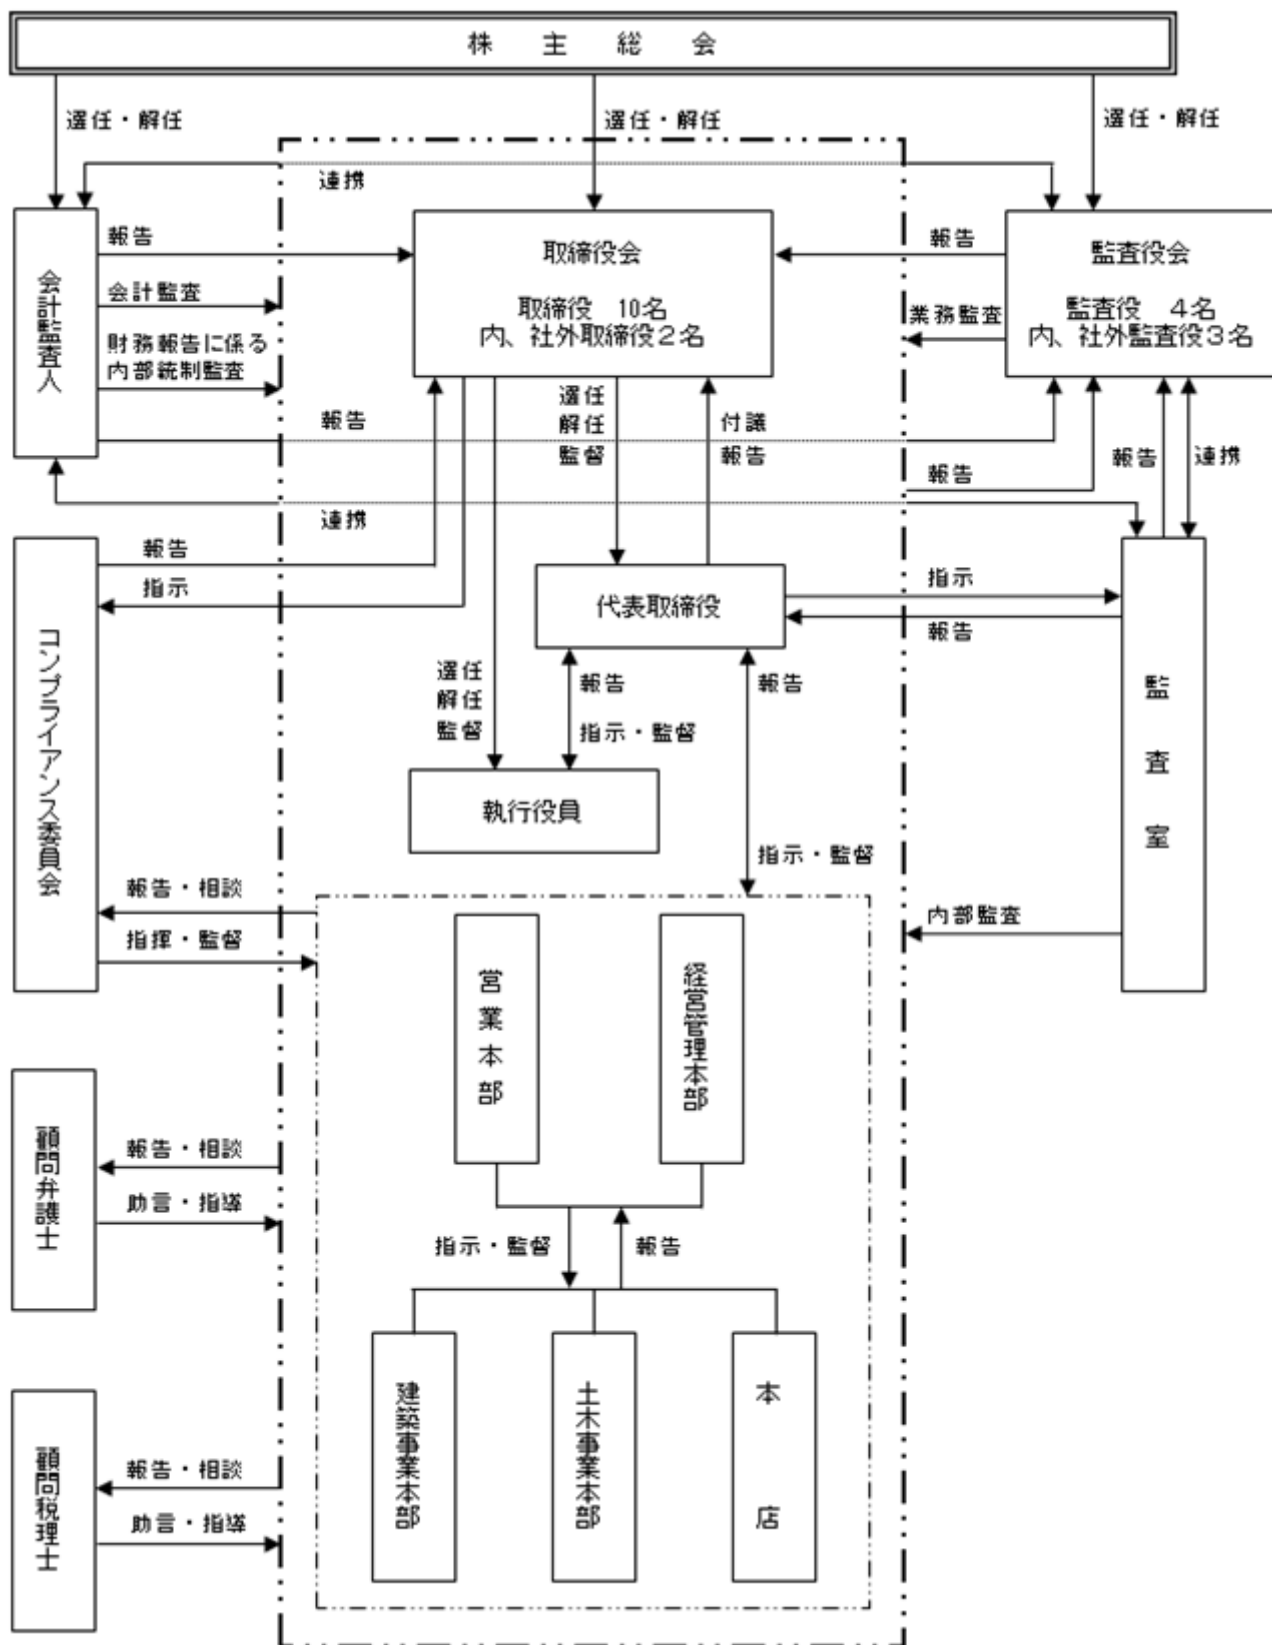 株主総会
選任・解任
選任・解任
選任・解任
連携
会計監査人
報告
会計監査
財務報告に係る
内部統制監査
報告
取締役会
取締役 10名
内、社外取締役2名
報告
業務監査
監査役会
監査役 4名
内、社外監査役3名
選任
解任
監督
付議
報告
報告
報告
連携
連携
コンプライアンス委員会
報告
指示
代表取締役
指示
報告
監査室
選任
解任
監督
報告
指示・監督
報告
指示・監督
執行役員
報告・相談
指揮・監督
内部監査
営業本部
経営管理本部
顧問弁護士
報告・相談
助言・指導
指示・監督
報告
顧問税理士
報告・相談
助言・指導
建築事業本部
土木事業本部
本店